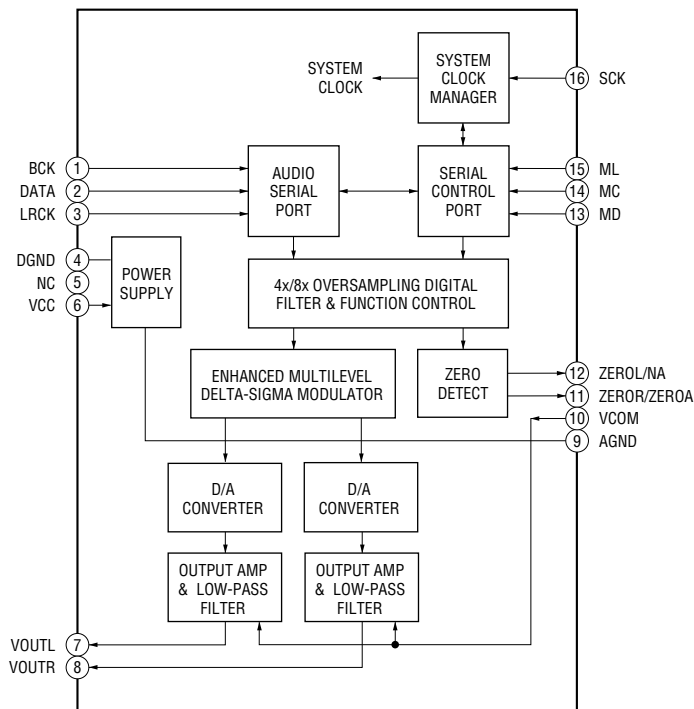 SYSTEM
CLOCK
SYSTEM
CLOCK
MANAGER
16 SCK
BCK 1
DATA 2
LRCK 3
AUDIO
SERIAL
PORT
SERIAL
CONTROL
PORT
15 ML
14 MC
13 MD
DGND 4
NC 5
VCC 6
POWER
SUPPLY
4x/8x OVERSAMPLING DIGITAL
FILTER & FUNCTION CONTROL
ENHANCED MULTILEVEL
DELTA-SIGMA MODULATOR
ZERO
DETECT
12 ZEROL/NA
11 ZEROR/ZEROA
10 VCOM
9 AGND
D/A
CONVERTER
D/A
CONVERTER
OUTPUT AMP
& LOW-PASS
FILTER
OUTPUT AMP
& LOW-PASS
FILTER
VOUTL 7
VOUTR 8